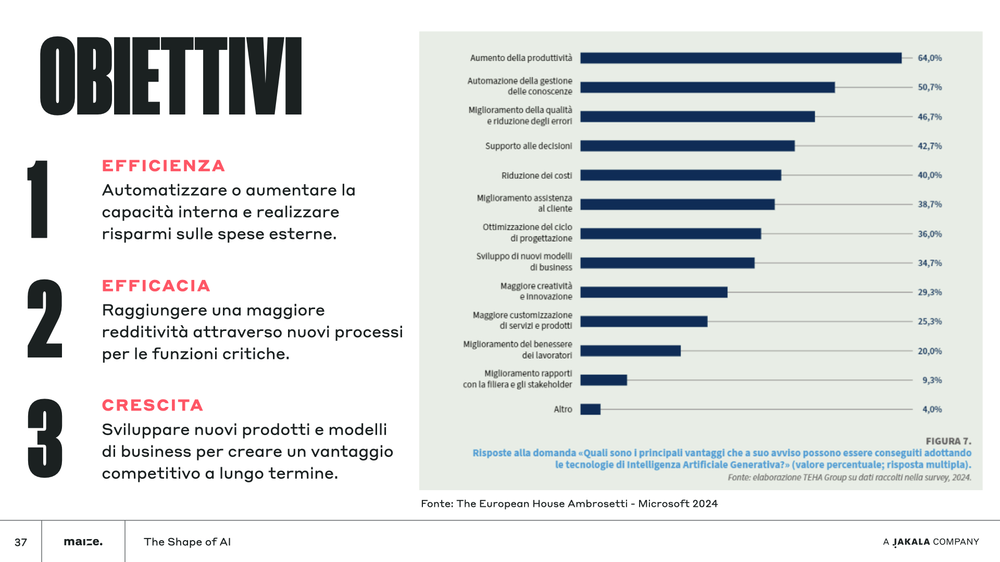 OBIETTIVI
1
EFFICIENZA
Automatizzare o aumentare la
capacità interna e realizzare
risparmi sulle spese esterne.
2
EFFICACIA
Raggiungere una maggiore
redditività attraverso nuovi processi
per le funzioni critiche.
3
CRESCITA
Sviluppare nuovi prodotti e modelli
di business per creare un vantaggio
competitivo a lungo termine.
Aumento della produttività 64,0%
Automazione della gestione
delle conoscenze 50,7%
Miglioramento della qualità
e riduzione degli errori 46,7%
Supporto alle decisioni 42,7%
Riduzione dei costi 40,0%
Miglioramento assistenza
al cliente 38,7%
Ottimizzazione del ciclo
di progettazione 36,0%
Sviluppo di nuovi modelli
di business 34,7%
Maggiore creatività
e innovazione 29,3%
Maggiore customizzazione
di servizi e prodotti 25,3%
Miglioramento del benessere
dei lavoratori 20,0%
Miglioramento rapporti
con la filiera e gli stakeholder 9,3%
Altro 4,0%
FIGURA 7.
Risposte alla domanda «Quali sono i principali vantaggi che a suo avviso possono essere conseguiti adottando
le tecnologie di Intelligenza Artificiale Generativa?» (valore percentuale; risposta multipla).
Fonte: elaborazione TEHA Group su dati raccolti nella survey, 2024.
Fonte: The European House Ambrosetti - Microsoft 2024
37
maize.
The Shape of AI
A JAKALA COMPANY